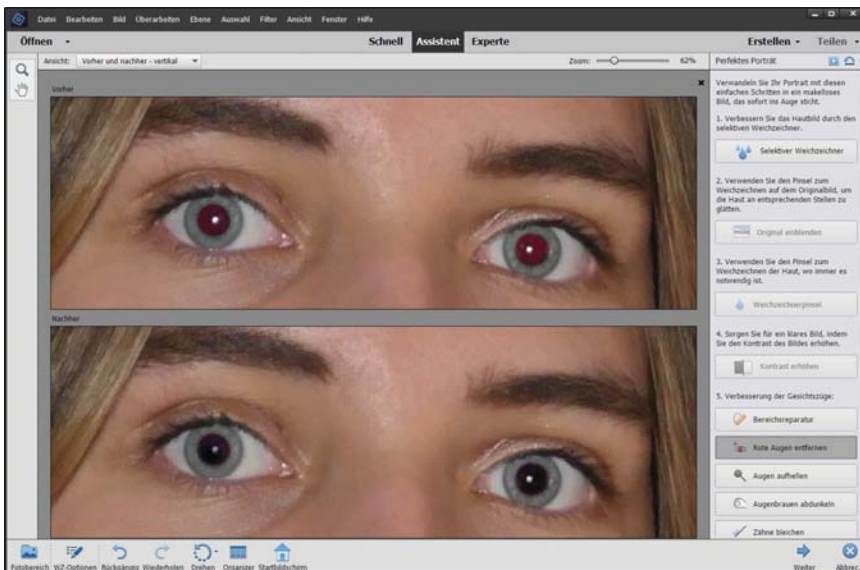 Datei Bearbeiten Bild Überarbeiten Ebene Auswahl Filter Ansicht Fenster Hilfe
Öffnen Schnell Assistent Experte Erstellen Teilen
Ansicht: Vorher und nachher - vertikal Zoom: 62% Perfektes Porträt
Vorher
Verwandeln Sie Ihr Portrait mit diesen
einfachen Schritten in ein makelloses
Bild, das sofort ins Auge sticht.
1. Verbessern Sie das Hautbild durch den
selektiven Weichzeichner.
Selektiver Weichzeichner
2. Verwenden Sie den Pinsel zum
Weichzeichnen auf dem Originalbild, um
die Haut an entsprechenden Stellen zu
glätten.
Original einblenden
3. Verwenden Sie den Pinsel zum
Weichzeichnen der Haut, wo immer es
notwendig ist.
Weichzeichnerpinsel
Nachher
4. Sorgen Sie für ein klares Bild, indem
Sie den Kontrast des Bildes erhöhen.
Kontrast erhöhen
5. Verbesserung der Gesichtszüge:
Bereichsreparatur
Rote Augen entfernen
Augen aufhellen
Augenbrauen abdunkeln
Zähne bleichen
Fotobereich WZ-Optionen Rückgängig Wiederholen Drehen Organizer Startbildschirm Weiter Abbrec.